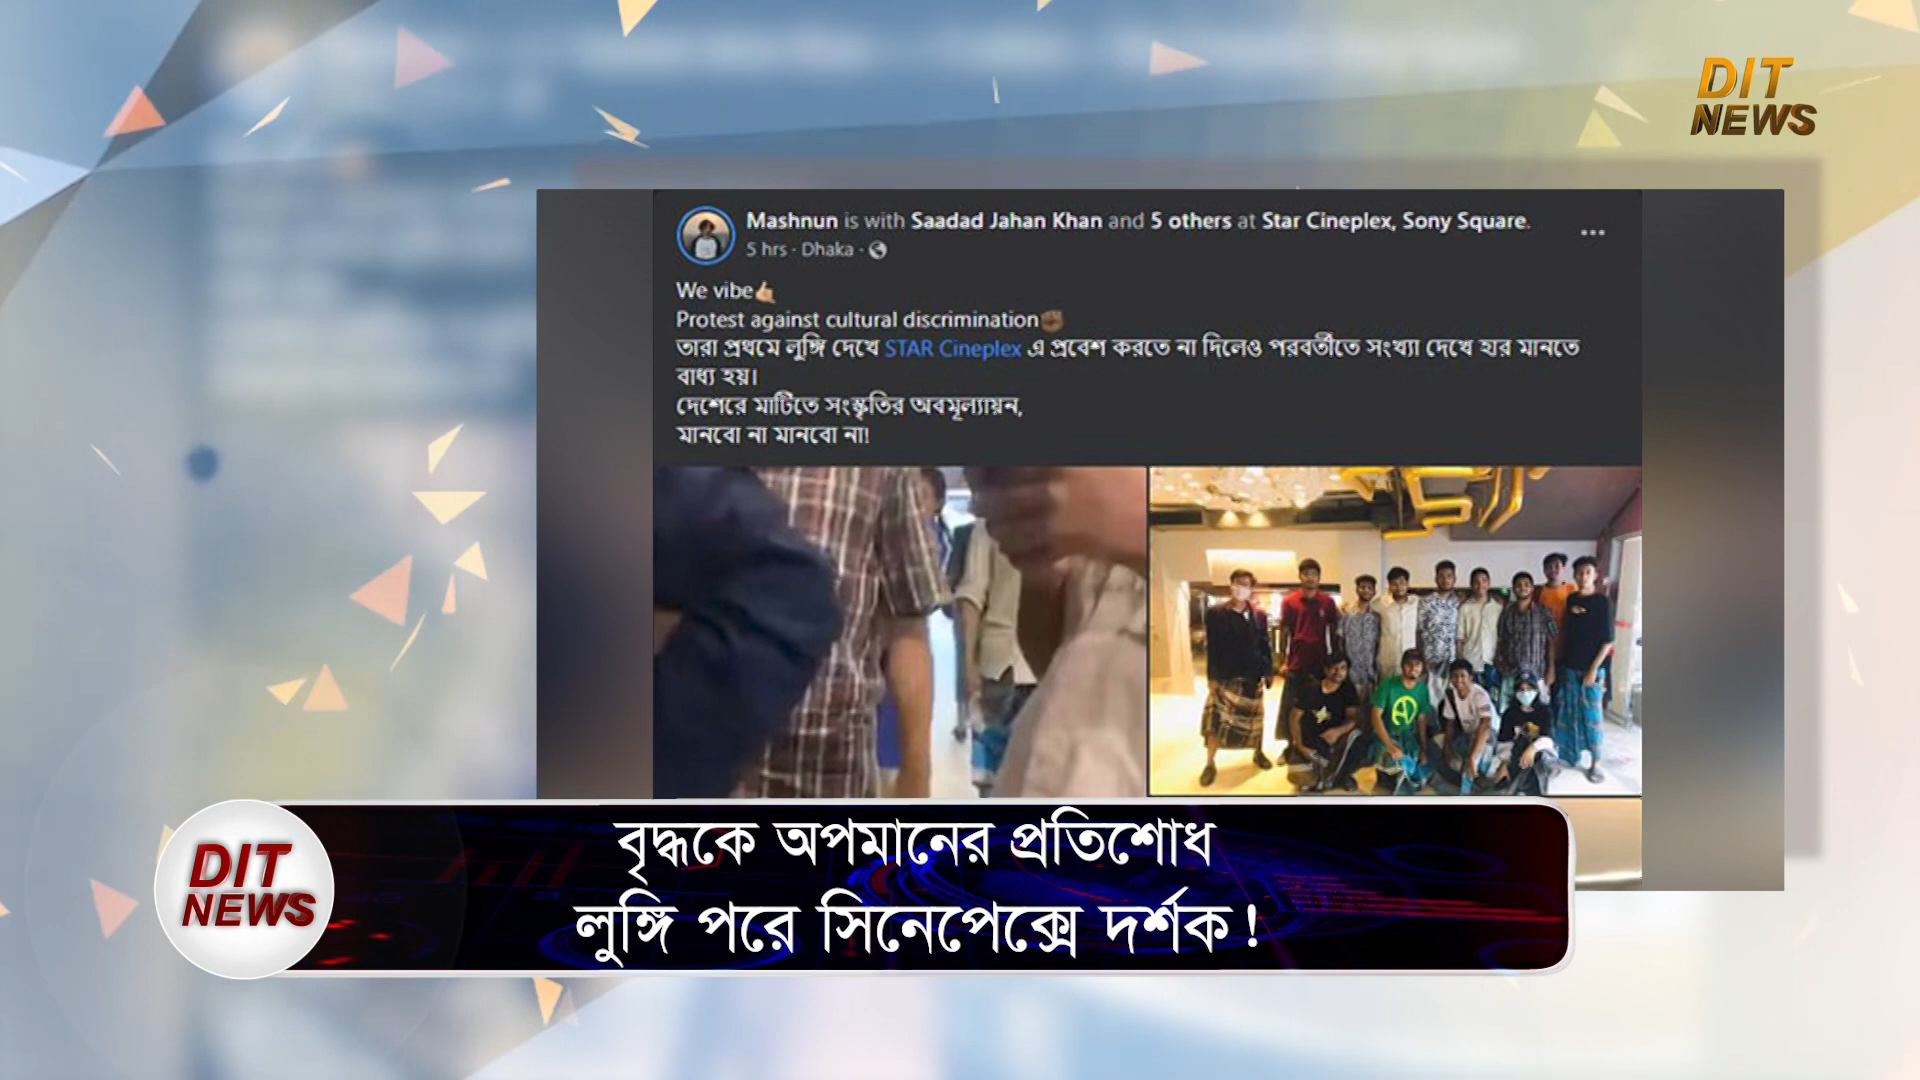 DIT
NEWS
Mashnun is with Saadad Jahan Khan and 5 others at Star Cineplex, Sony Square.
5 hrs · Dhaka ·
We vibe🤙🏼
Protest against cultural discrimination✊🏾
তারা প্রথমে লুঙ্গি দেখে STAR Cineplex এ প্রবেশ করতে না দিলেও পরবর্তীতে সংখ্যা দেখে হার মানতে
বাধ্য হয়।
দেশেরে মাটিতে সংস্কৃতির অবমূল্যায়ন,
মানবো না মানবো না!
বৃদ্ধকে অপমানের প্রতিশোধ
লুঙ্গি পরে সিনেপেক্সে দর্শক!
DIT
NEWS